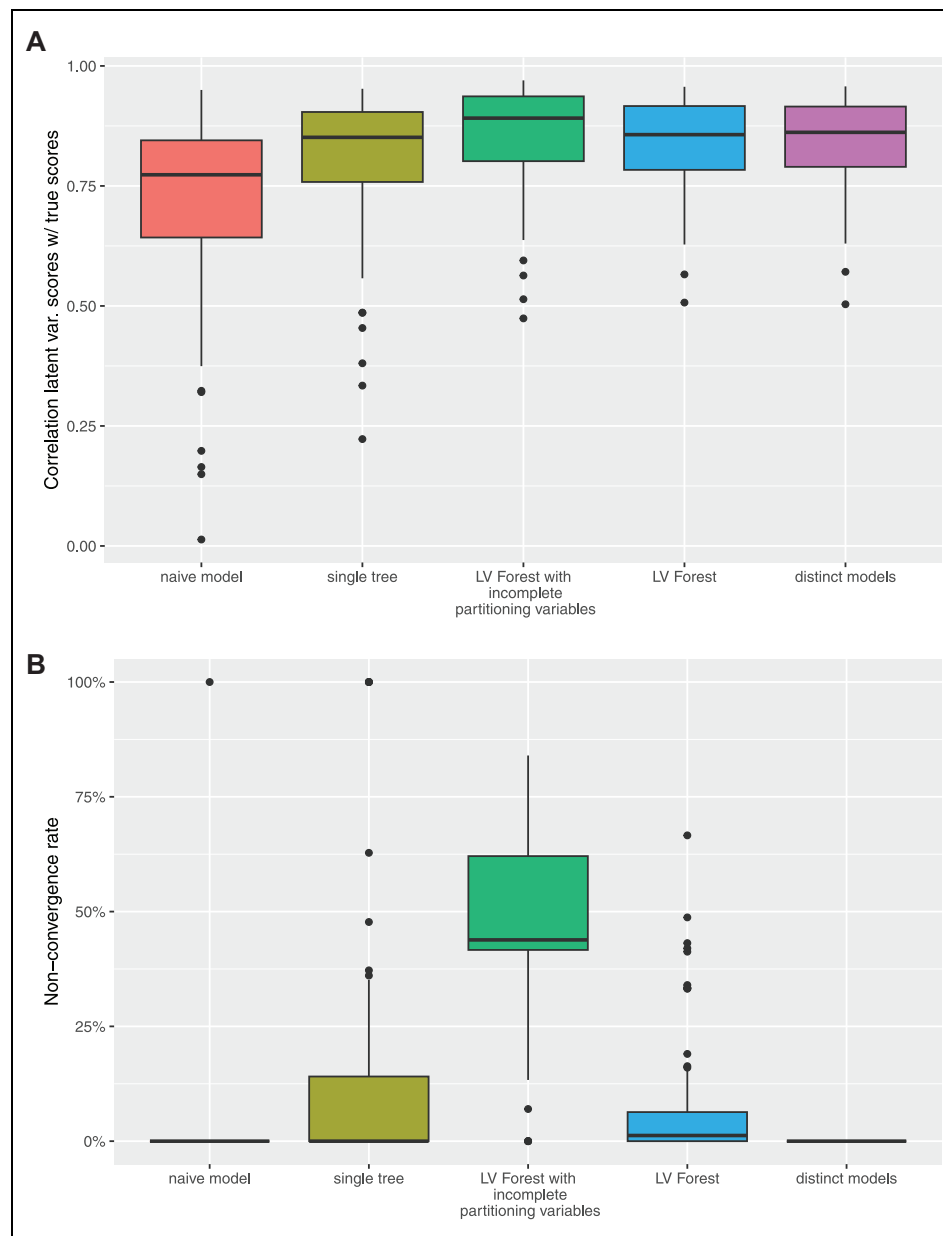 A
Correlation latent var. scores w/ true scores
1.00
0.75
0.50
0.25
0.00
naive model
single tree
LV Forest with
incomplete
partitioning variables
LV Forest
distinct models
B
Non−convergence rate
100%
75%
50%
25%
0%
naive model
single tree
LV Forest with
incomplete
partitioning variables
LV Forest
distinct models